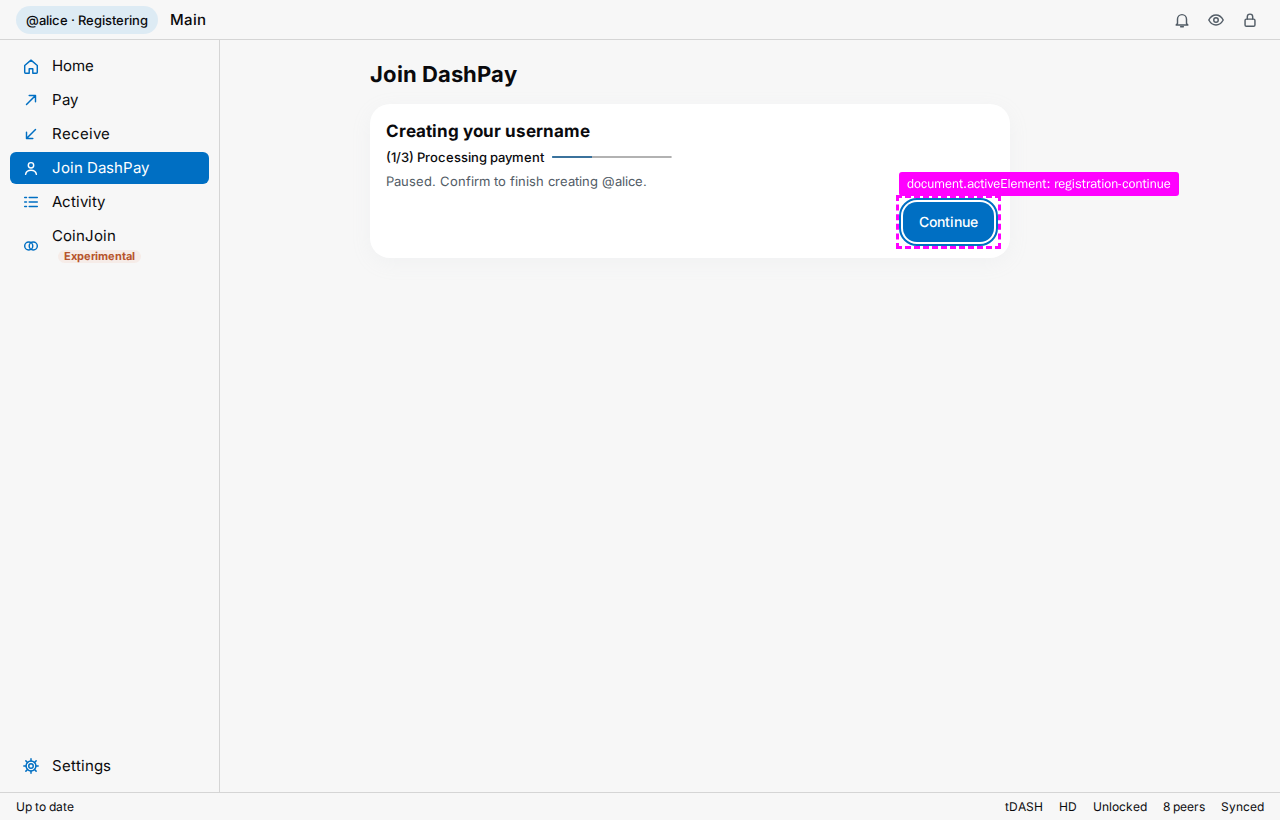 @alice · Registering
Main
Home
Pay
Receive
Join DashPay
Activity
CoinJoin
Experimental
Settings
Join DashPay
Creating your username
(1/3) Processing payment
Paused. Confirm to finish creating @alice.
document.activeElement: registration-continue
Continue
Up to date
tDASH HD Unlocked 8 peers Synced